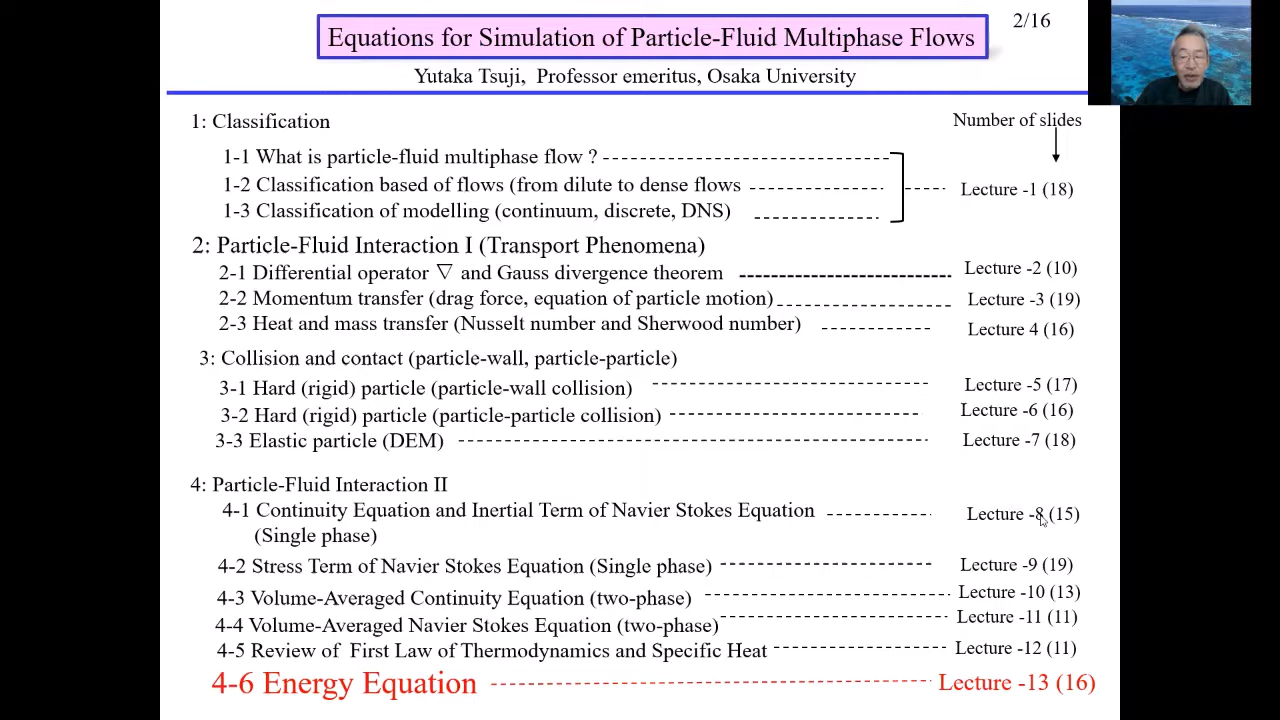 2/16
Equations for Simulation of Particle-Fluid Multiphase Flows
Yutaka Tsuji, Professor emeritus, Osaka University
1: Classification
Number of slides
1-1 What is particle-fluid multiphase flow ?
1-2 Classification based of flows (from dilute to dense flows
Lecture -1 (18)
1-3 Classification of modelling (continuum, discrete, DNS)
2: Particle-Fluid Interaction I (Transport Phenomena)
2-1 Differential operator ▽ and Gauss divergence theorem Lecture -2 (10)
2-2 Momentum transfer (drag force, equation of particle motion) Lecture -3 (19)
2-3 Heat and mass transfer (Nusselt number and Sherwood number) Lecture 4 (16)
3: Collision and contact (particle-wall, particle-particle)
3-1 Hard (rigid) particle (particle-wall collision) Lecture -5 (17)
3-2 Hard (rigid) particle (particle-particle collision) Lecture -6 (16)
3-3 Elastic particle (DEM) Lecture -7 (18)
4: Particle-Fluid Interaction II
4-1 Continuity Equation and Inertial Term of Navier Stokes Equation Lecture -8 (15)
(Single phase)
4-2 Stress Term of Navier Stokes Equation (Single phase) Lecture -9 (19)
4-3 Volume-Averaged Continuity Equation (two-phase) Lecture -10 (13)
4-4 Volume-Averaged Navier Stokes Equation (two-phase) Lecture -11 (11)
4-5 Review of First Law of Thermodynamics and Specific Heat Lecture -12 (11)
4-6 Energy Equation Lecture -13 (16)